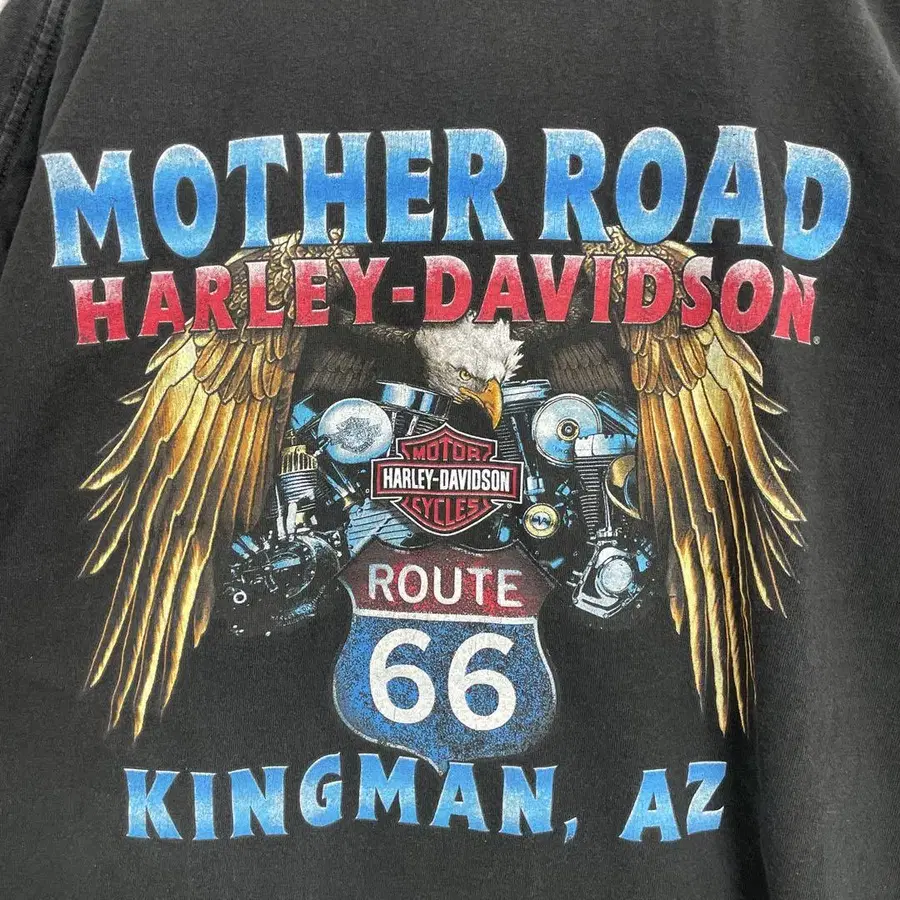 MOTHER ROAD
HARLEY-DAVIDSON®
MOTOR
HARLEY-DAVIDSON
CYCLES
ROUTE
66
KINGMAN, AZ